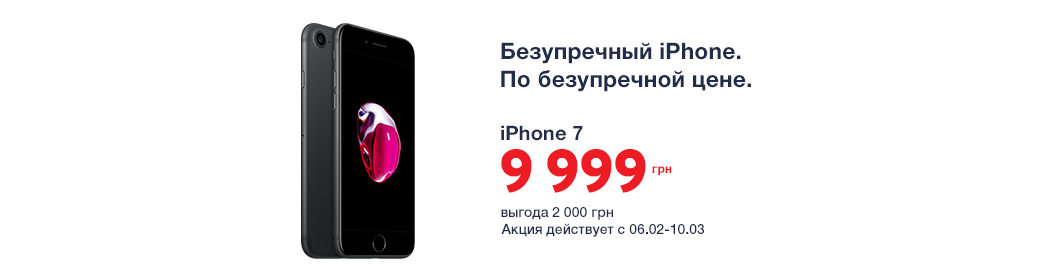 Безупречный iPhone.
По безупречной цене.
iPhone 7
9 999 грн
выгода 2 000 грн
Акция действует с 06.02-10.03